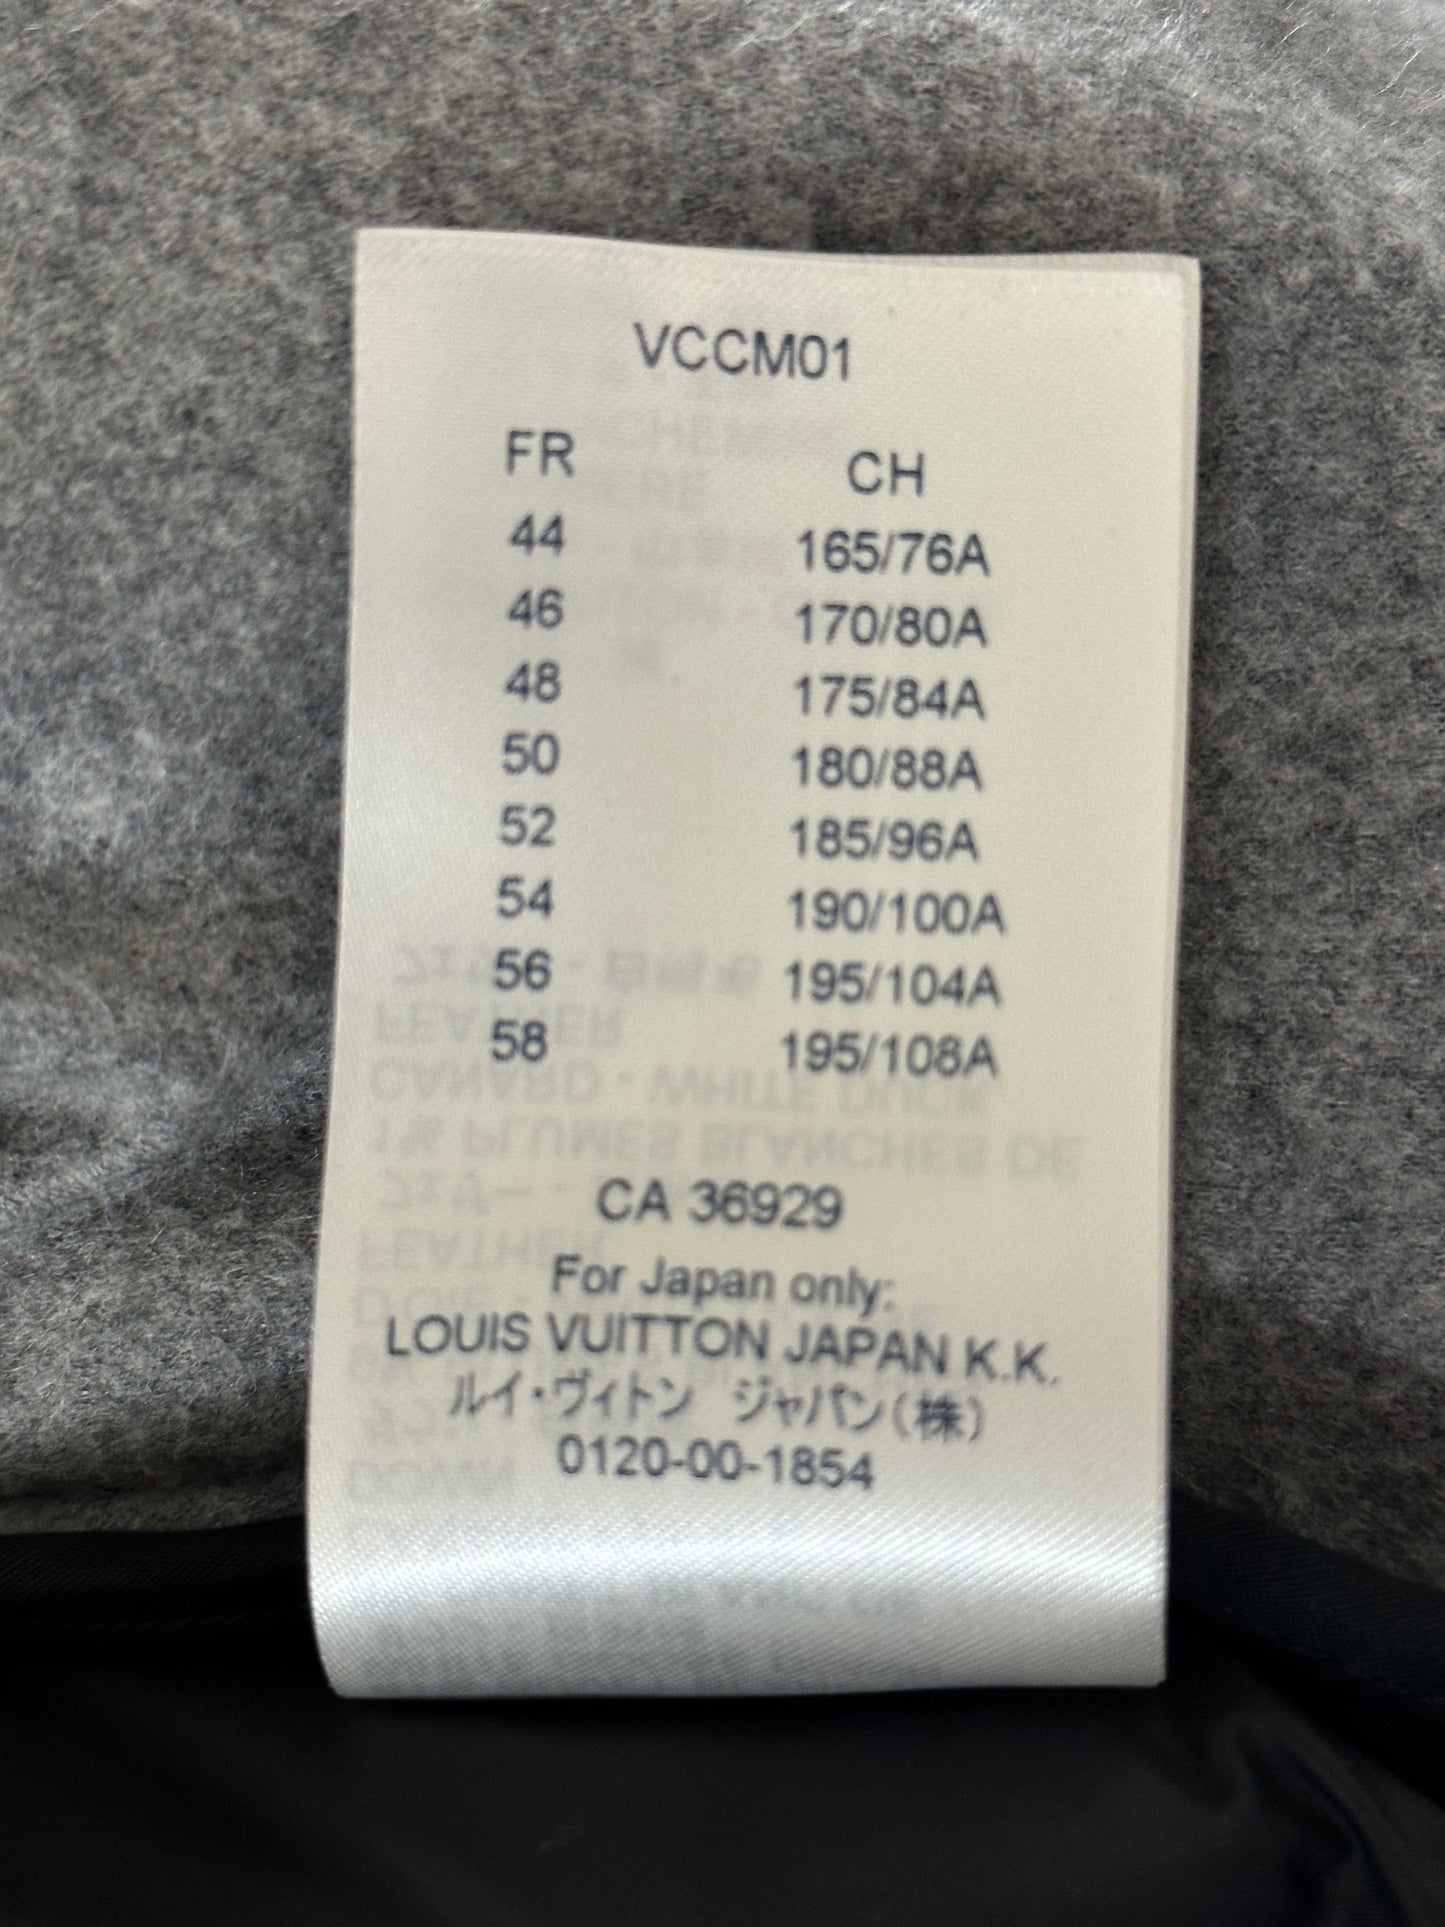 VCCM01
FR CH
44 165/76A
46 170/80A
48 175/84A
50 180/88A
52 185/96A
54 190/100A
56 195/104A
58 195/108A
CA 36929
For Japan only:
LOUIS VUITTON JAPAN K.K.
ルイ・ヴィトン ジャパン(株)
0120-00-1854